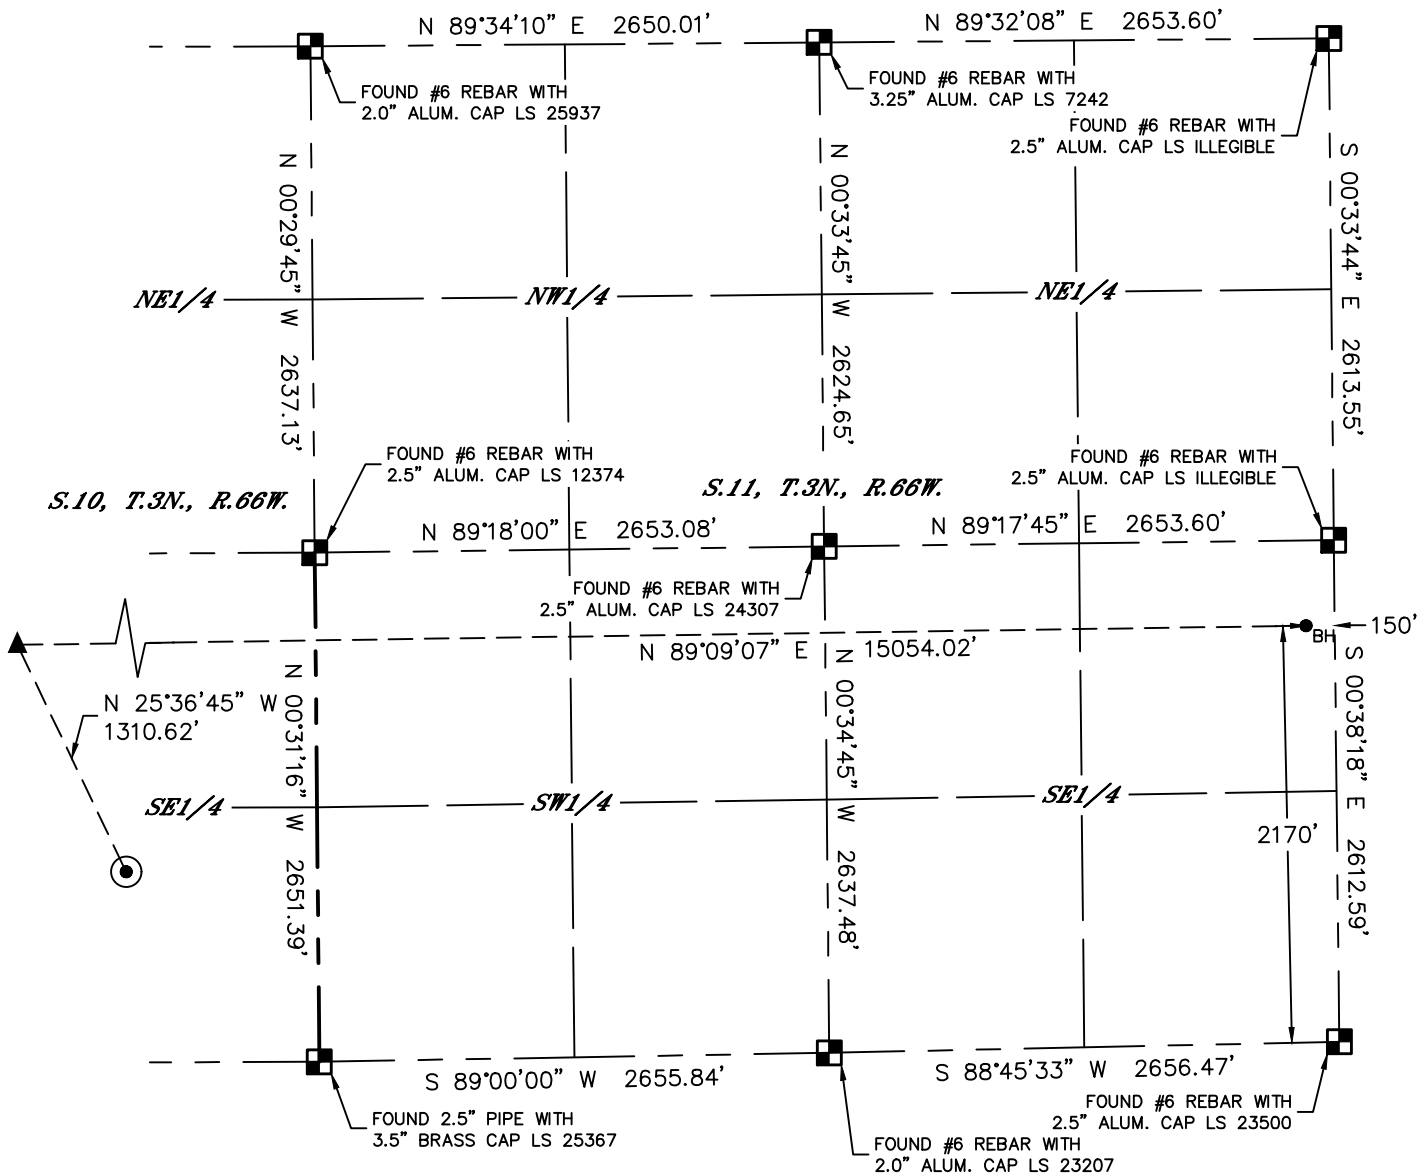 N 89°34'10" E 2650.01'
N 89°32'08" E 2653.60'
FOUND #6 REBAR WITH
2.0" ALUM. CAP LS 25937
FOUND #6 REBAR WITH
3.25" ALUM. CAP LS 7242
FOUND #6 REBAR WITH
2.5" ALUM. CAP LS ILLEGIBLE
N 00°29'45" W 2637.13'
N 00°33'45" W 2624.65'
S 00°33'44" E 2613.55'
NE1/4
NW1/4
NE1/4
FOUND #6 REBAR WITH
2.5" ALUM. CAP LS 12374
FOUND #6 REBAR WITH
2.5" ALUM. CAP LS ILLEGIBLE
S.10, T.3N., R.66W.
S.11, T.3N., R.66W.
N 89°18'00" E 2653.08'
N 89°17'45" E 2653.60'
FOUND #6 REBAR WITH
2.5" ALUM. CAP LS 24307
BH
150'
N 89°09'07" E 15054.02'
N 25°36'45" W
1310.62'
N 00°31'16" W 2651.39'
N 00°34'45" W 2637.48'
S 00°38'18" E 2612.59'
SE1/4
SW1/4
SE1/4
2170'
S 89°00'00" W 2655.84'
S 88°45'33" W 2656.47'
FOUND 2.5" PIPE WITH
3.5" BRASS CAP LS 25367
FOUND #6 REBAR WITH
2.5" ALUM. CAP LS 23500
FOUND #6 REBAR WITH
2.0" ALUM. CAP LS 23207